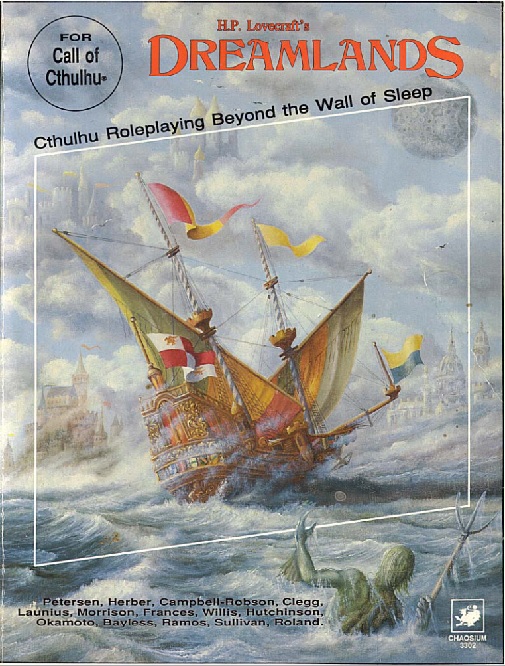 FOR
Call of
Cthulhu®
H.P. Lovecraft's
DREAMLANDS
Cthulhu Roleplaying Beyond the Wall of Sleep
Petersen, Herber, Campbell-Robson, Clegg,
Launius, Morrison, Frances, Willis, Hutchinson,
Okamoto, Bayless, Ramos, Sullivan, Roland.
CHAOSIUM
3302